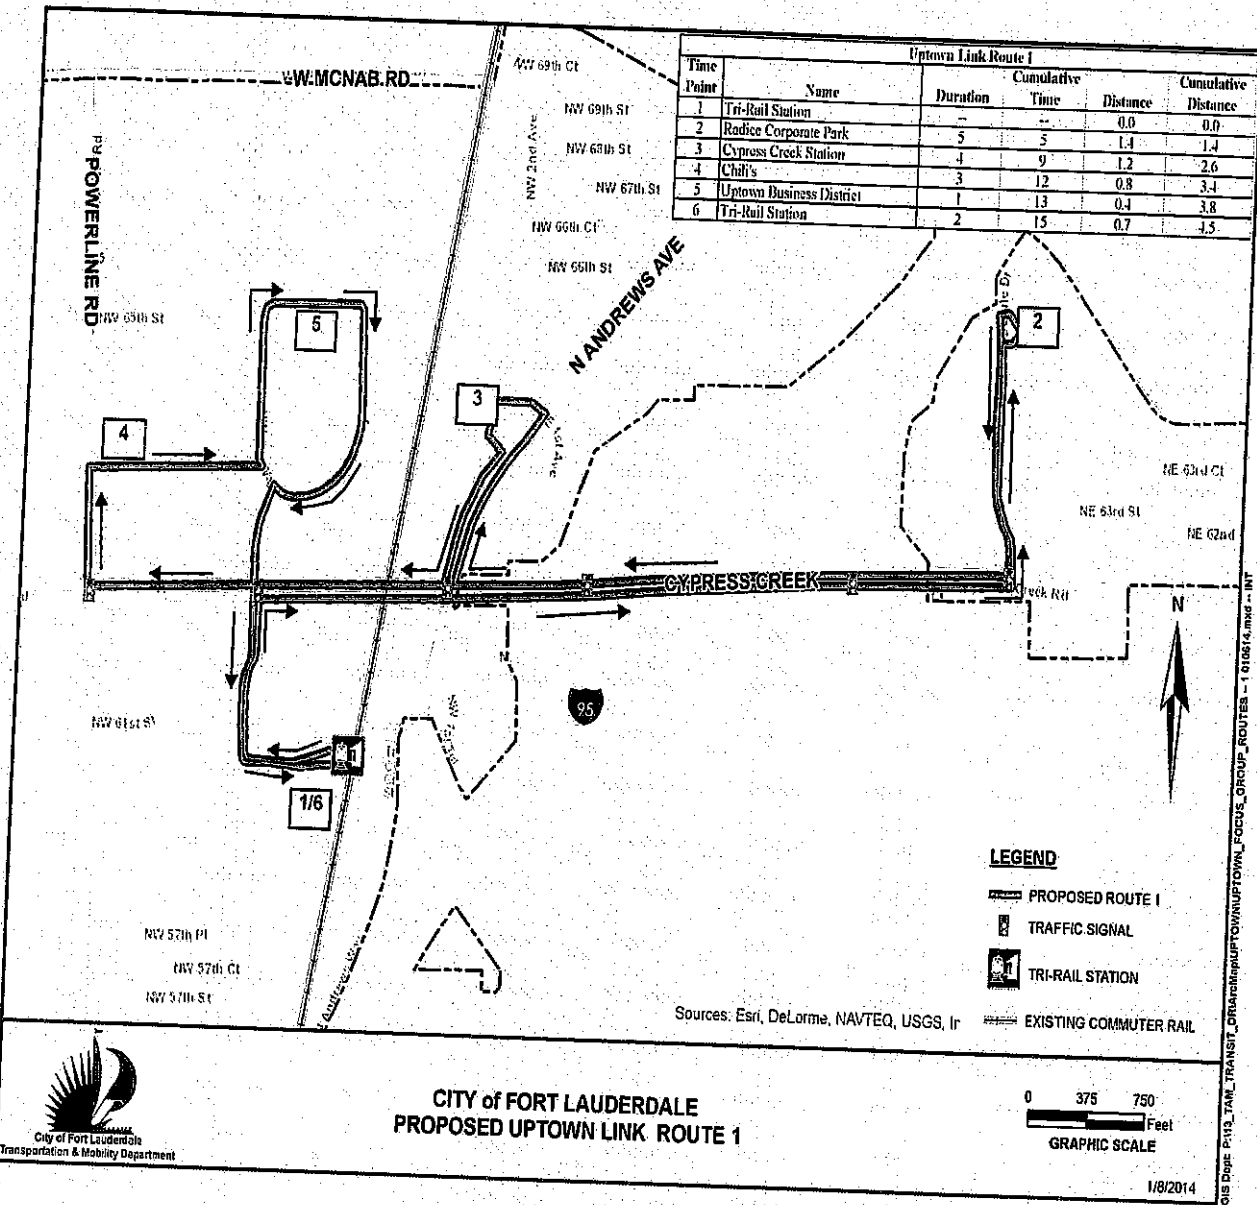 Uptown Link Route 1
Time Point Name Duration Cumulative Time Distance Cumulative Distance
1 Tri-Rail Station -- -- 0.0 0.0
2 Radice Corporate Park 5 5 1.4 1.4
3 Cypress Creek Station 4 9 1.2 2.6
4 Chili's 3 12 0.8 3.4
5 Uptown Business District 1 13 0.4 3.8
6 Tri-Rail Station 2 15 0.7 4.5
W MCNAB RD
NW 69th Ct
NW 69th St
NW 2nd Ave
NW 68th St
NW 67th St
NW 66th Ct
NW 66th St
Rd
POWERLINE RD
NW 65th St
N ANDREWS AVE
5
2
3
4
NE 63rd Ct
NE 63rd St
NE 62nd
CYPRESS CREEK
N
95
NW 61st St
1/6
NW 57th Pl
NW 57th Ct
NW 57th St
LEGEND
PROPOSED ROUTE 1
TRAFFIC SIGNAL
TRI-RAIL STATION
EXISTING COMMUTER RAIL
Sources: Esri, DeLorme, NAVTEQ, USGS, Ir
City of Fort Lauderdale
Transportation & Mobility Department
CITY of FORT LAUDERDALE
PROPOSED UPTOWN LINK ROUTE 1
0 375 750
Feet
GRAPHIC SCALE
1/8/2014